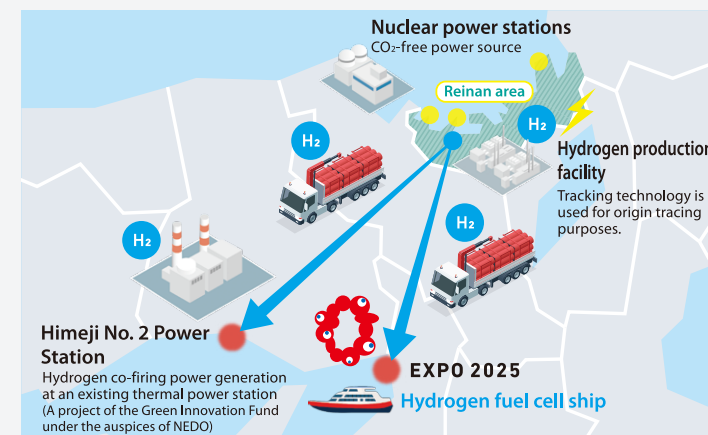 Nuclear power stations
CO₂-free power source
Reinan area
H₂
H₂
Hydrogen production
facility
Tracking technology is
used for origin tracing
purposes.
H₂
H₂
Himeji No. 2 Power
Station
Hydrogen co-firing power generation
at an existing thermal power station
(A project of the Green Innovation Fund
under the auspices of NEDO)
EXPO 2025
Hydrogen fuel cell ship